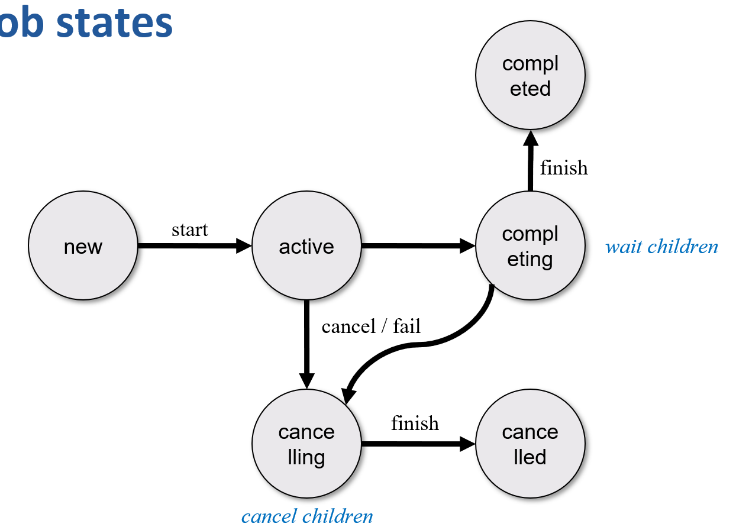 ob states
compl
eted
finish
new
start
active
compl
eting
wait children
cancel / fail
cance
lling
finish
cance
lled
cancel children